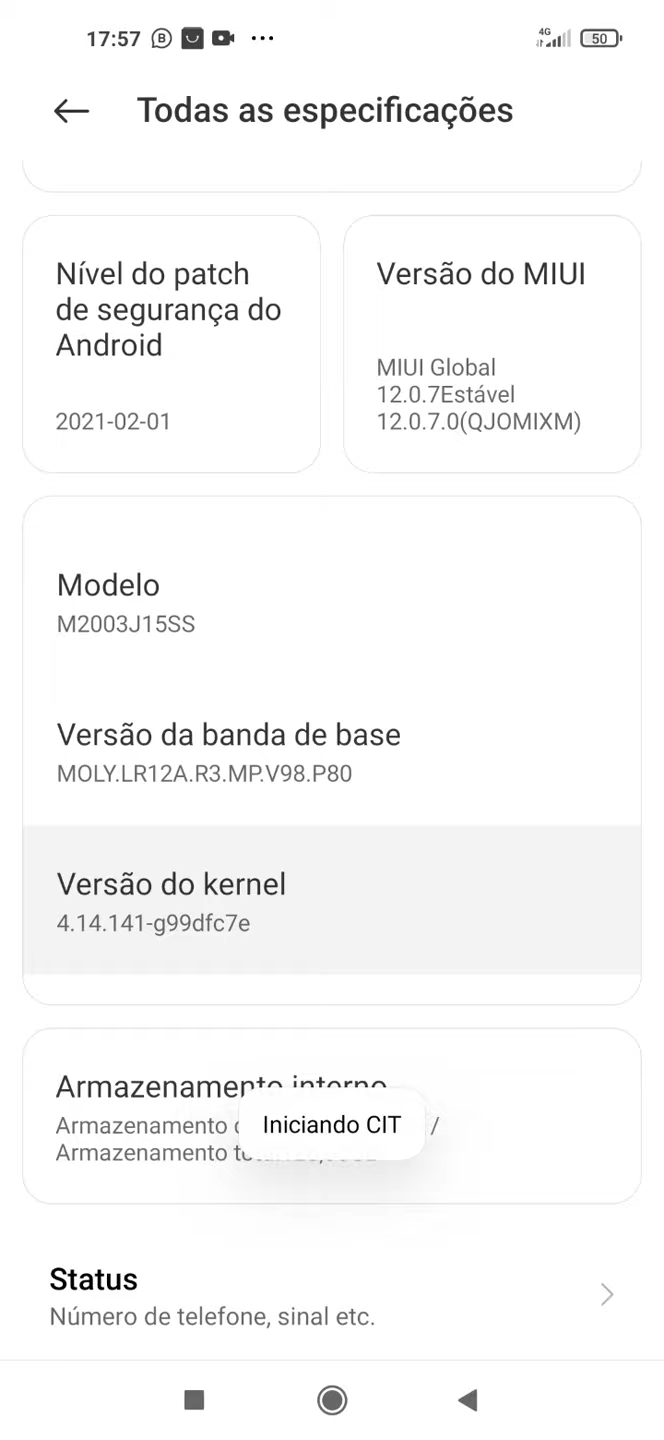 17:57
4G
50
Todas as especificações
Nível do patch
de segurança do
Android
2021-02-01
Versão do MIUI
MIUI Global
12.0.7Estável
12.0.7.0(QJOMIXM)
Modelo
M2003J15SS
Versão da banda de base
MOLY.LR12A.R3.MP.V98.P80
Versão do kernel
4.14.141-g99dfc7e
Armazenamento interno
Armazenamento /
Iniciando CIT
Armazenamento
Status
Número de telefone, sinal etc.